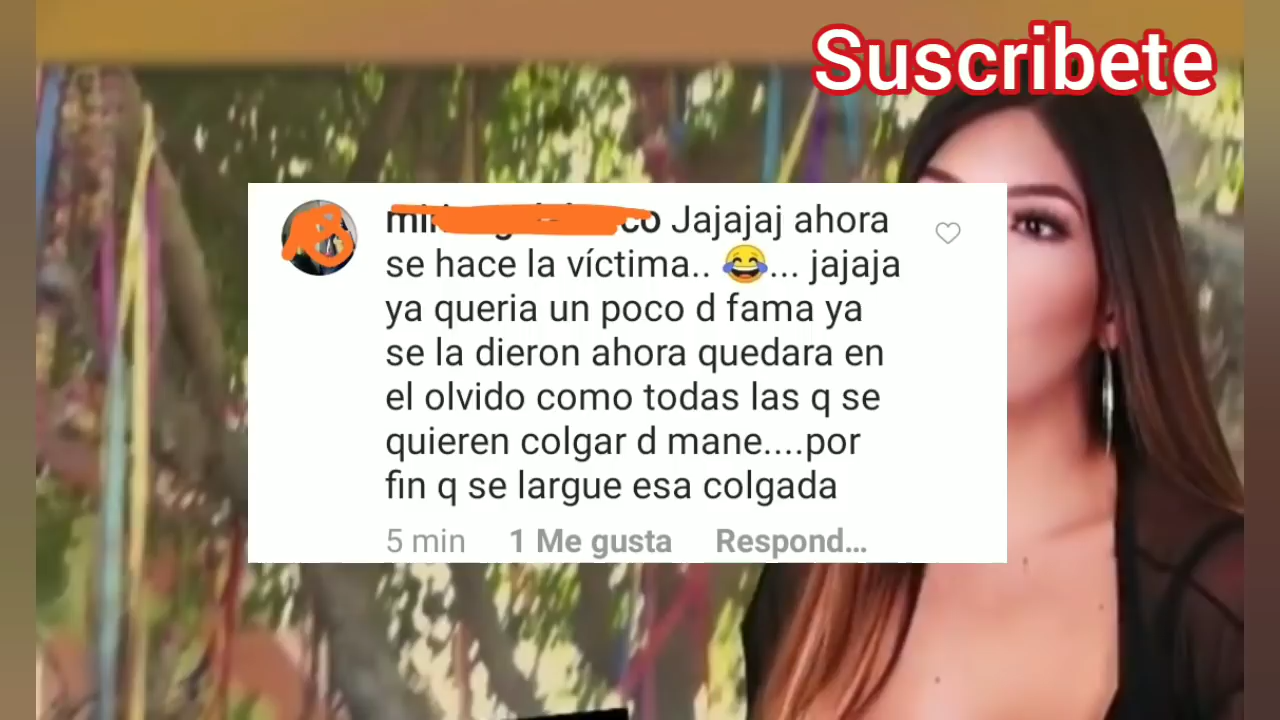 Suscribete
Jajajaj ahora
se hace la víctima.. 😂... jajaja
ya queria un poco d fama ya
se la dieron ahora quedara en
el olvido como todas las q se
quieren colgar d mane....por
fin q se largue esa colgada
5 min 1 Me gusta Respond...